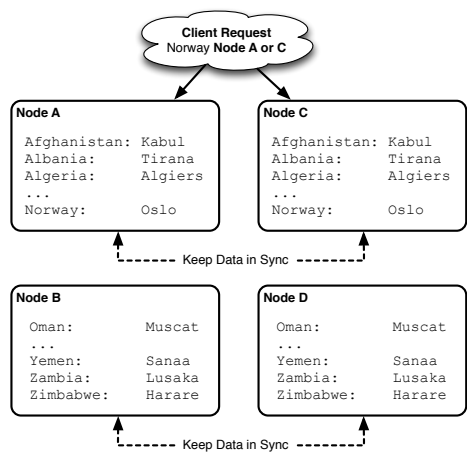 Client Request
Norway Node A or C
Node A
Afghanistan: Kabul
Albania: Tirana
Algeria: Algiers
...
Norway: Oslo
Node C
Afghanistan: Kabul
Albania: Tirana
Algeria: Algiers
...
Norway: Oslo
Keep Data in Sync
Node B
Oman: Muscat
...
Yemen: Sanaa
Zambia: Lusaka
Zimbabwe: Harare
Node D
Oman: Muscat
...
Yemen: Sanaa
Zambia: Lusaka
Zimbabwe: Harare
Keep Data in Sync